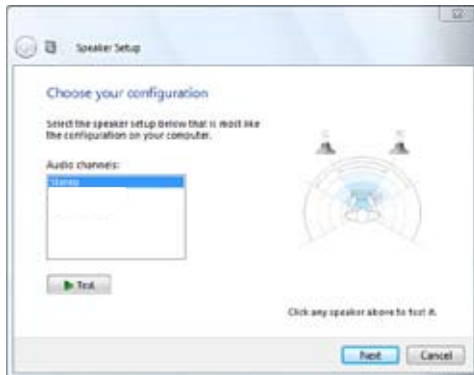 Speaker Setup
Choose your configuration
Select the speaker setup below that is most like
the configuration on your computer.
Audio channels:
Stereo
Test
Click any speaker above to test it.
Next
Cancel